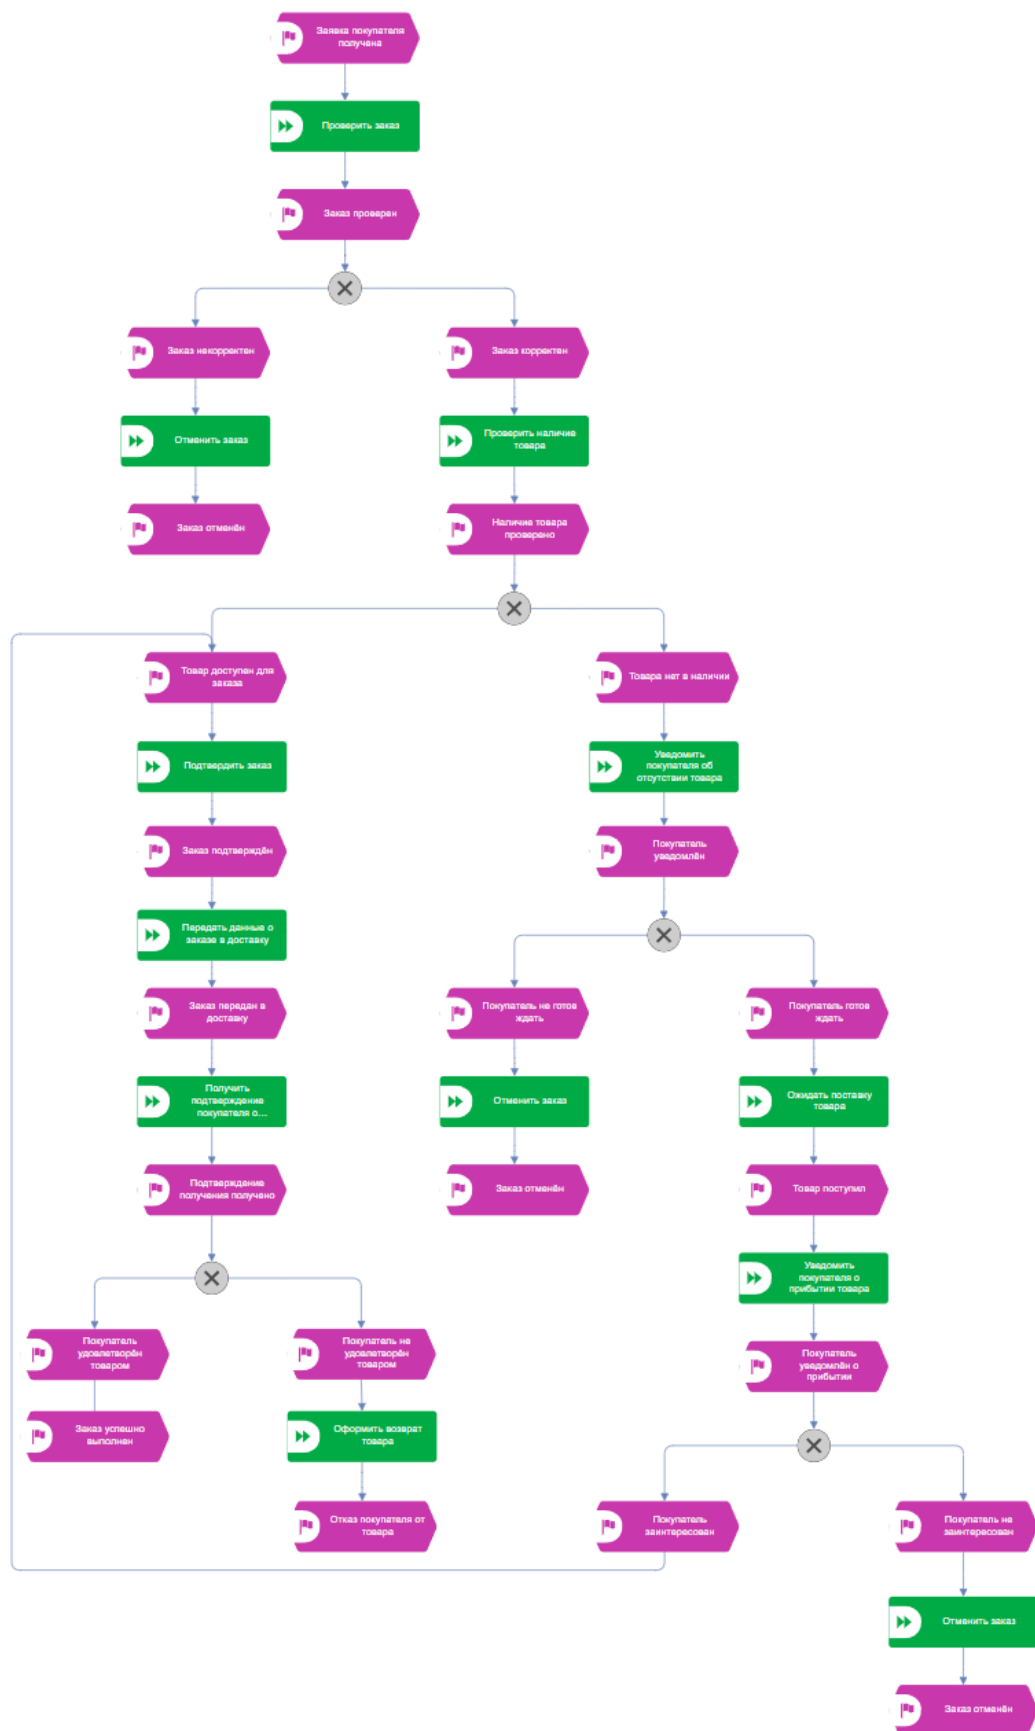 Заявка покупателя
получена
Проверить заказ
Заказ проверен
Заказ некорректен
Заказ корректен
Отменить заказ
Проверить наличие
товара
Заказ отменён
Наличие товара
проверено
Товар доступен для
заказа
Товара нет в наличии
Подтвердить заказ
Уведомить
покупателя об
отсутствии товара
Заказ подтверждён
Покупатель
уведомлён
Передать данные о
заказе в доставку
Заказ передан в
доставку
Покупатель не готов
ждать
Покупатель готов
ждать
Получить
подтверждение
покупателя о...
Отменить заказ
Ожидать поставку
товара
Подтверждение
получения получено
Заказ отменён
Товар поступил
Уведомить
покупателя о
прибытии товара
Покупатель
удовлетворён
товаром
Покупатель не
удовлетворён
товаром
Покупатель
уведомлён о
прибытии
Заказ успешно
выполнен
Оформить возврат
товара
Отказ покупателя от
товара
Покупатель
заинтересован
Покупатель не
заинтересован
Отменить заказ
Заказ отменён